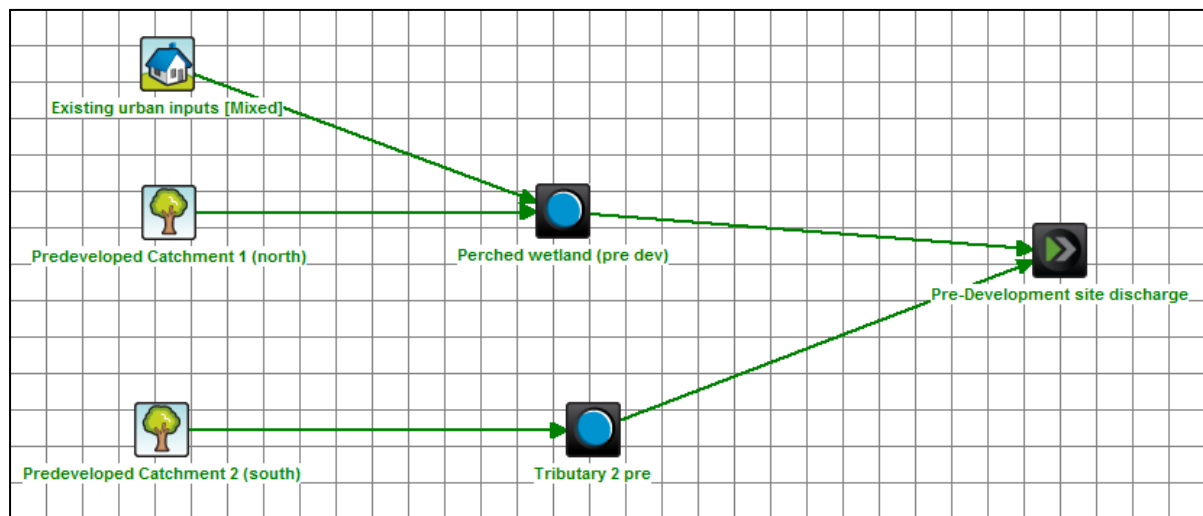 Existing urban inputs [Mixed]
Predeveloped Catchment 1 (north)
Perched wetland (pre dev)
Pre-Development site discharge
Predeveloped Catchment 2 (south)
Tributary 2 pre